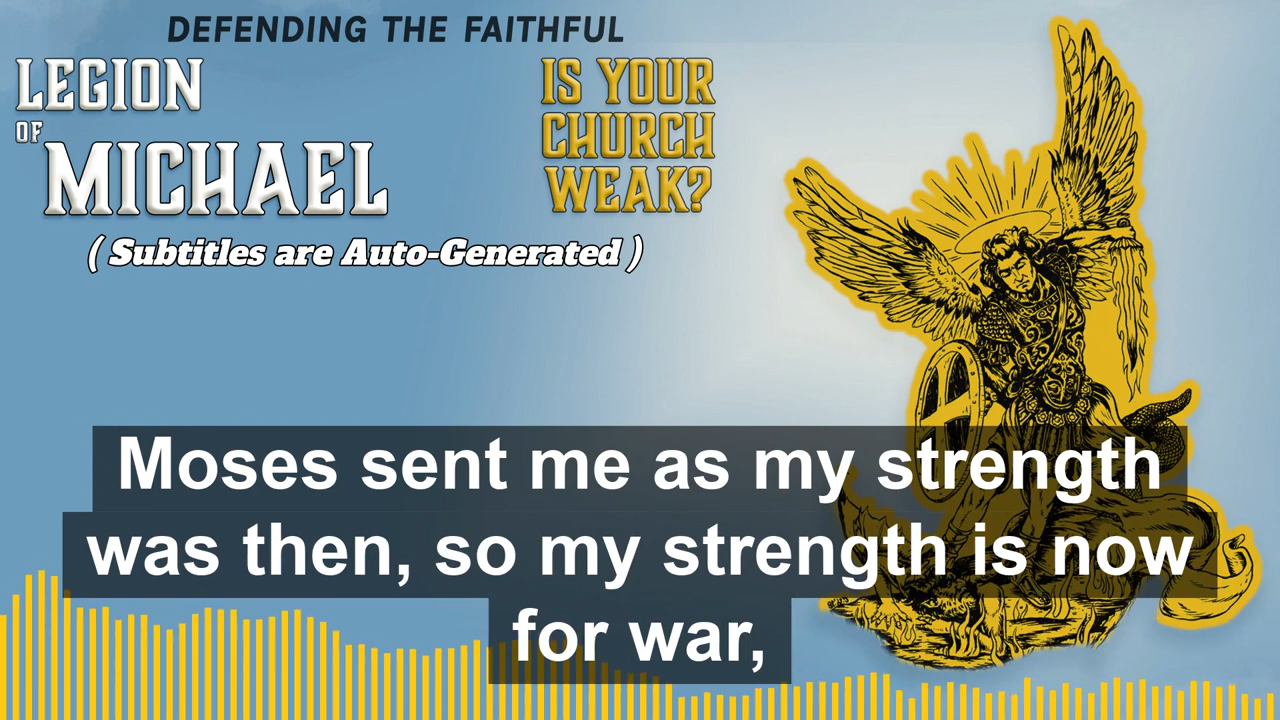 DEFENDING THE FAITHFUL
LEGION
OF
MICHAEL
IS YOUR
CHURCH
WEAK?
( Subtitles are Auto-Generated )
Moses sent me as my strength
was then, so my strength is now
for war,